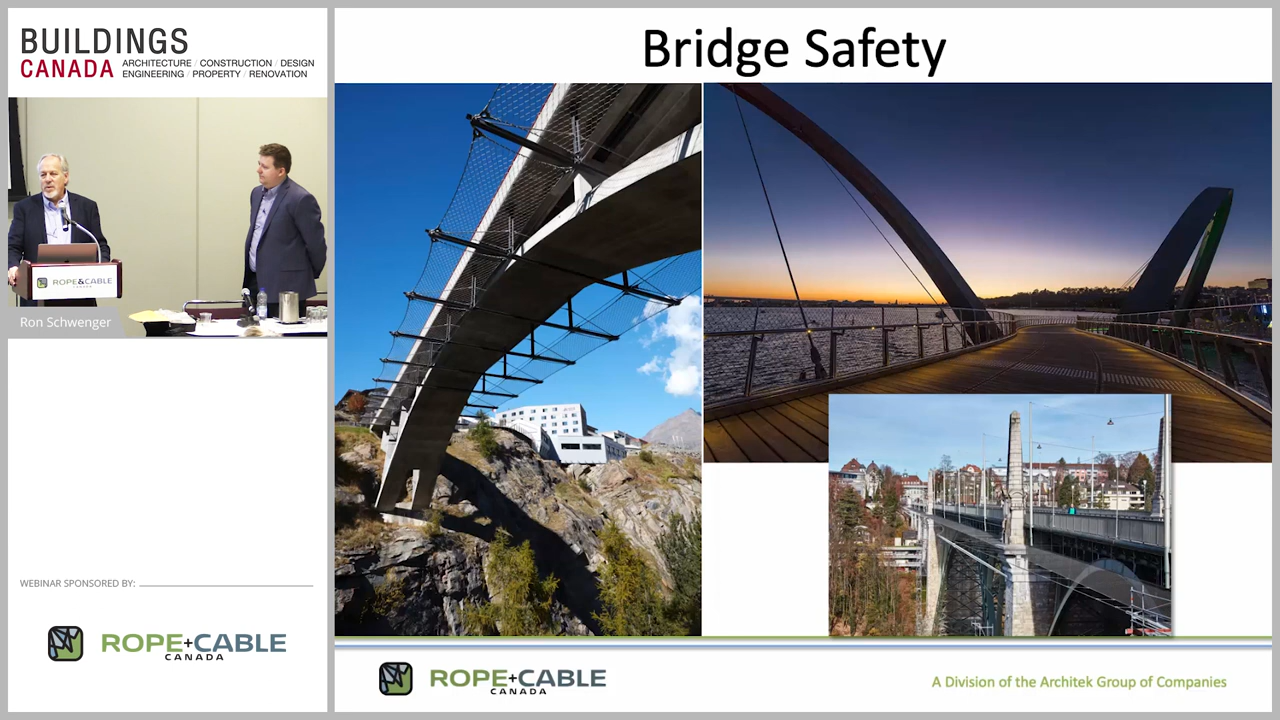 BUILDINGS
CANADA
ARCHITECTURE / CONSTRUCTION / DESIGN
ENGINEERING / PROPERTY / RENOVATION
ROPE&CABLE
CANADA
Ron Schwenger
WEBINAR SPONSORED BY:
ROPE+CABLE
CANADA
Bridge Safety
ROPE+CABLE
CANADA
A Division of the Architek Group of Companies